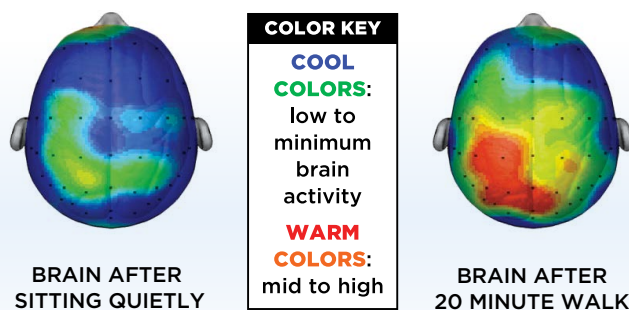 COLOR KEY
COOL
COLORS:
low to
minimum
brain
activity
WARM
COLORS:
mid to high
BRAIN AFTER
SITTING QUIETLY
BRAIN AFTER
20 MINUTE WALK